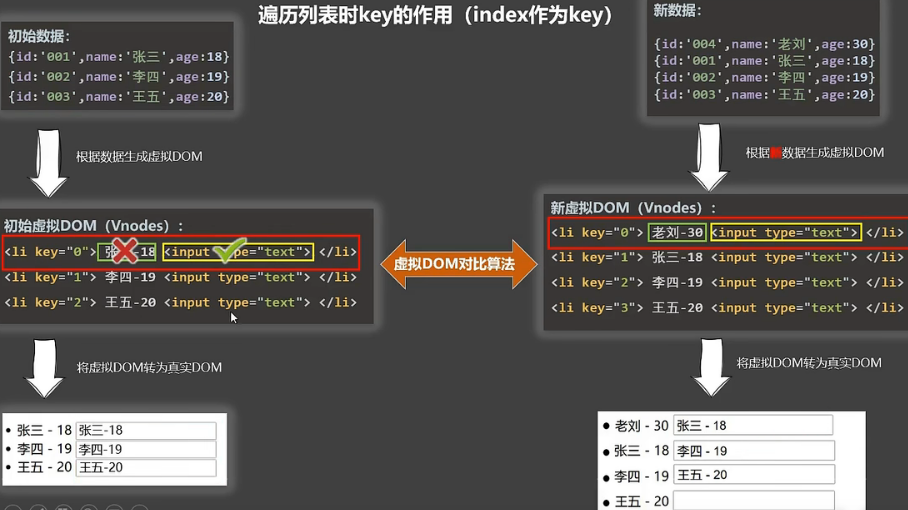 遍历列表时key的作用（index作为key）
初始数据：
{id:'001',name:'张三',age:18}
{id:'002',name:'李四',age:19}
{id:'003',name:'王五',age:20}
根据数据生成虚拟DOM
初始虚拟DOM（Vnodes）：
<li key="0"> 张三-18 <input type="text"> </li>
<li key="1"> 李四-19 <input type="text"> </li>
<li key="2"> 王五-20 <input type="text"> </li>
将虚拟DOM转为真实DOM
• 张三 - 18 张三-18
• 李四 - 19 李四-19
• 王五 - 20 王五-20
虚拟DOM对比算法
新数据：
{id:'004',name:'老刘',age:30}
{id:'001',name:'张三',age:18}
{id:'002',name:'李四',age:19}
{id:'003',name:'王五',age:20}
根据新数据生成虚拟DOM
新虚拟DOM（Vnodes）：
<li key="0"> 老刘-30 <input type="text"> </li>
<li key="1"> 张三-18 <input type="text"> </li>
<li key="2"> 李四-19 <input type="text"> </li>
<li key="3"> 王五-20 <input type="text"> </li>
将虚拟DOM转为真实DOM
• 老刘 - 30 张三 - 18
• 张三 - 18 李四 - 19
• 李四 - 19 王五 - 20
• 王五 - 20